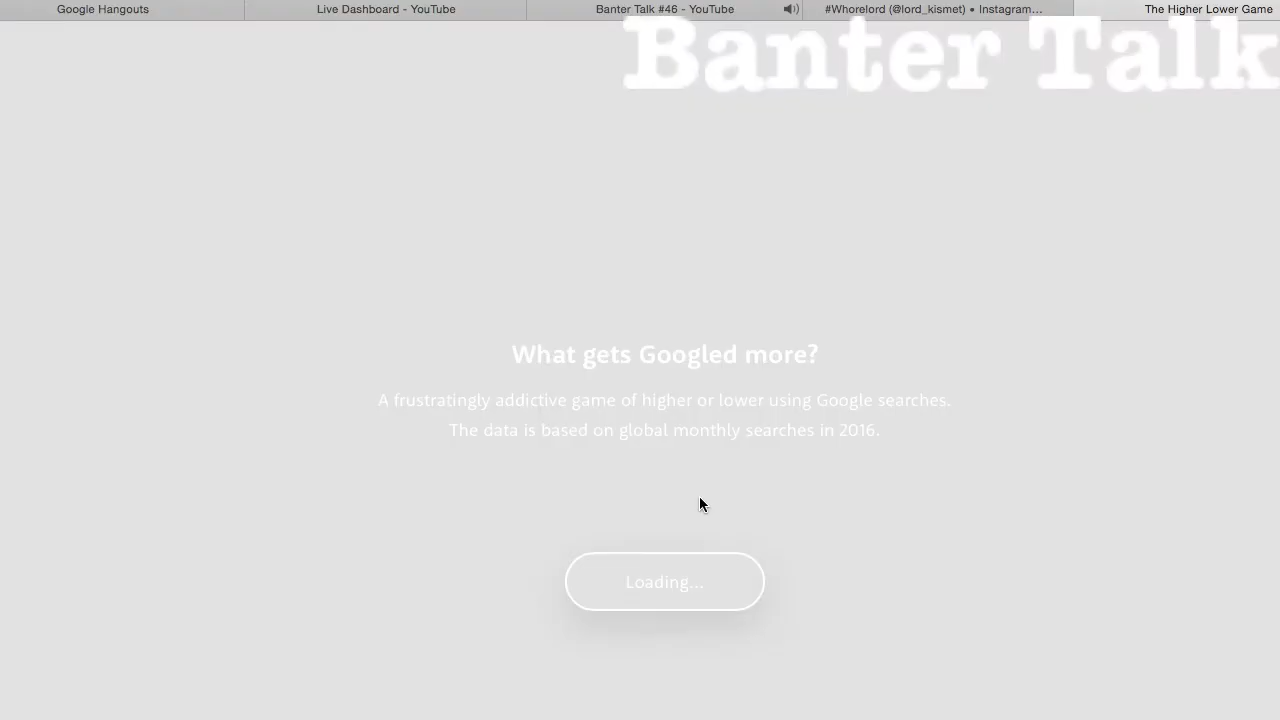 Google Hangouts
Live Dashboard - YouTube
Banter Talk #46 - YouTube
#Whorelord (@lord_kismet) • Instagram...
The Higher Lower Game
Banter Talk
What gets Googled more?
A frustratingly addictive game of higher or lower using Google searches.
The data is based on global monthly searches in 2016.
Loading...